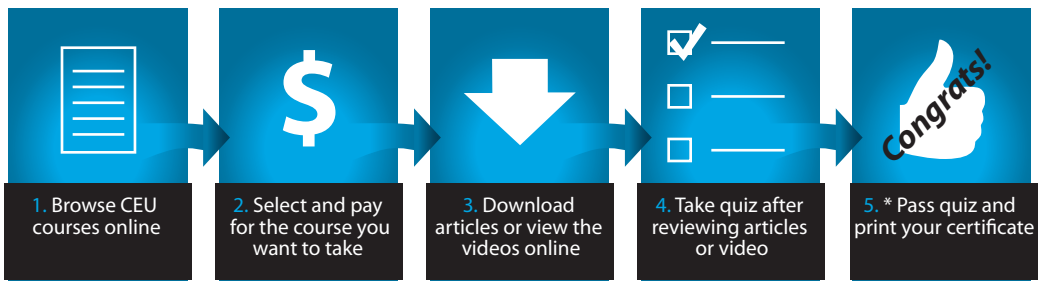 $
Congrats!
1. Browse CEU
courses online
2. Select and pay
for the course you
want to take
3. Download
articles or view the
videos online
4. Take quiz after
reviewing articles
or video
5. * Pass quiz and
print your certificate